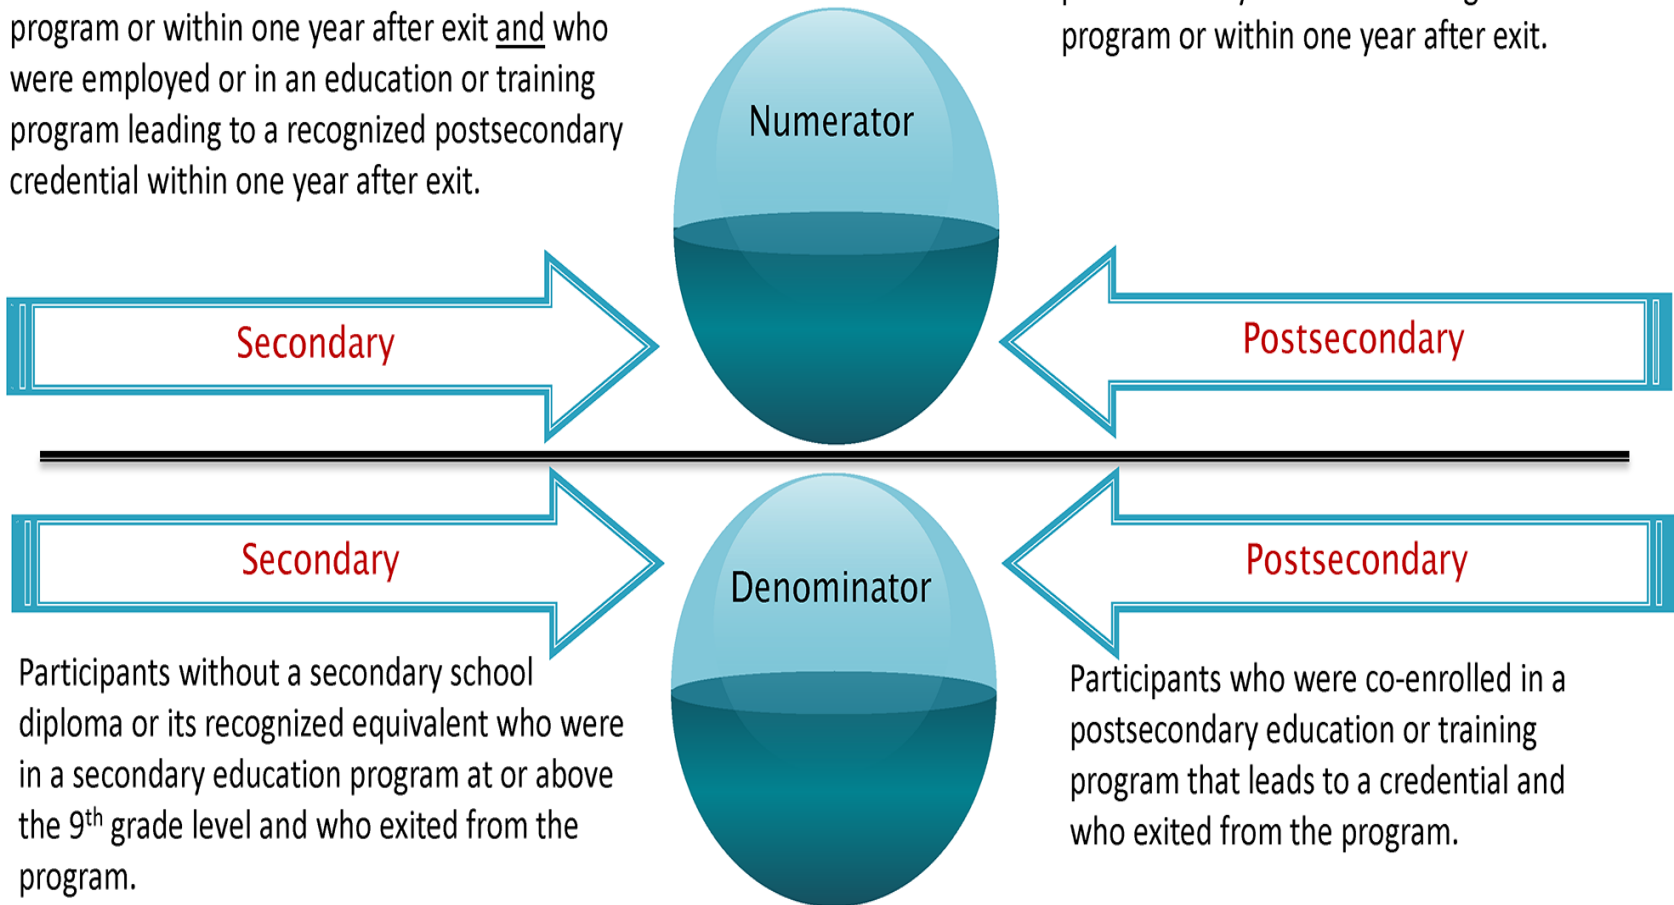 program or within one year after exit and who
were employed or in an education or training
program leading to a recognized postsecondary
credential within one year after exit.
program or within one year after exit.
Numerator
Secondary
Postsecondary
Secondary
Postsecondary
Denominator
Participants without a secondary school
diploma or its recognized equivalent who were
in a secondary education program at or above
the 9th grade level and who exited from the
program.
Participants who were co-enrolled in a
postsecondary education or training
program that leads to a credential and
who exited from the program.